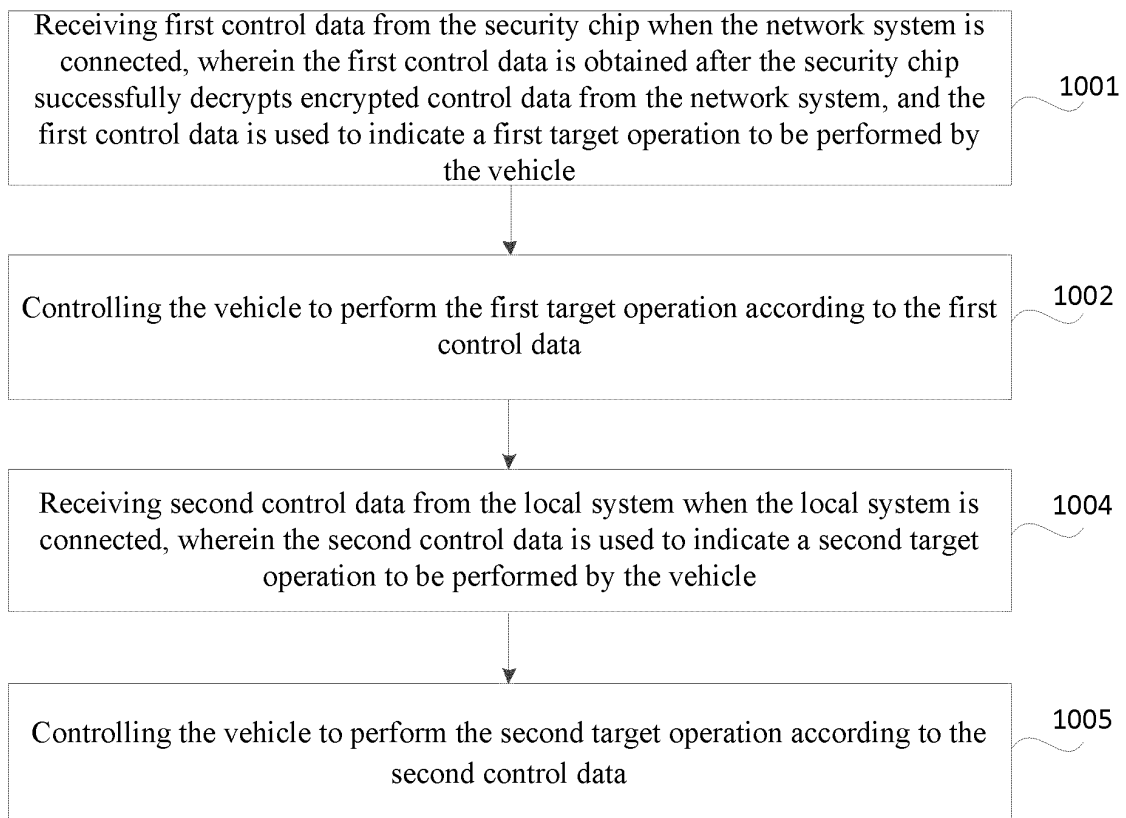 Receiving first control data from the security chip when the network system is
connected, wherein the first control data is obtained after the security chip
successfully decrypts encrypted control data from the network system, and the
first control data is used to indicate a first target operation to be performed by
the vehicle
1001
Controlling the vehicle to perform the first target operation according to the first
control data
1002
Receiving second control data from the local system when the local system is
connected, wherein the second control data is used to indicate a second target
operation to be performed by the vehicle
1004
Controlling the vehicle to perform the second target operation according to the
second control data
1005